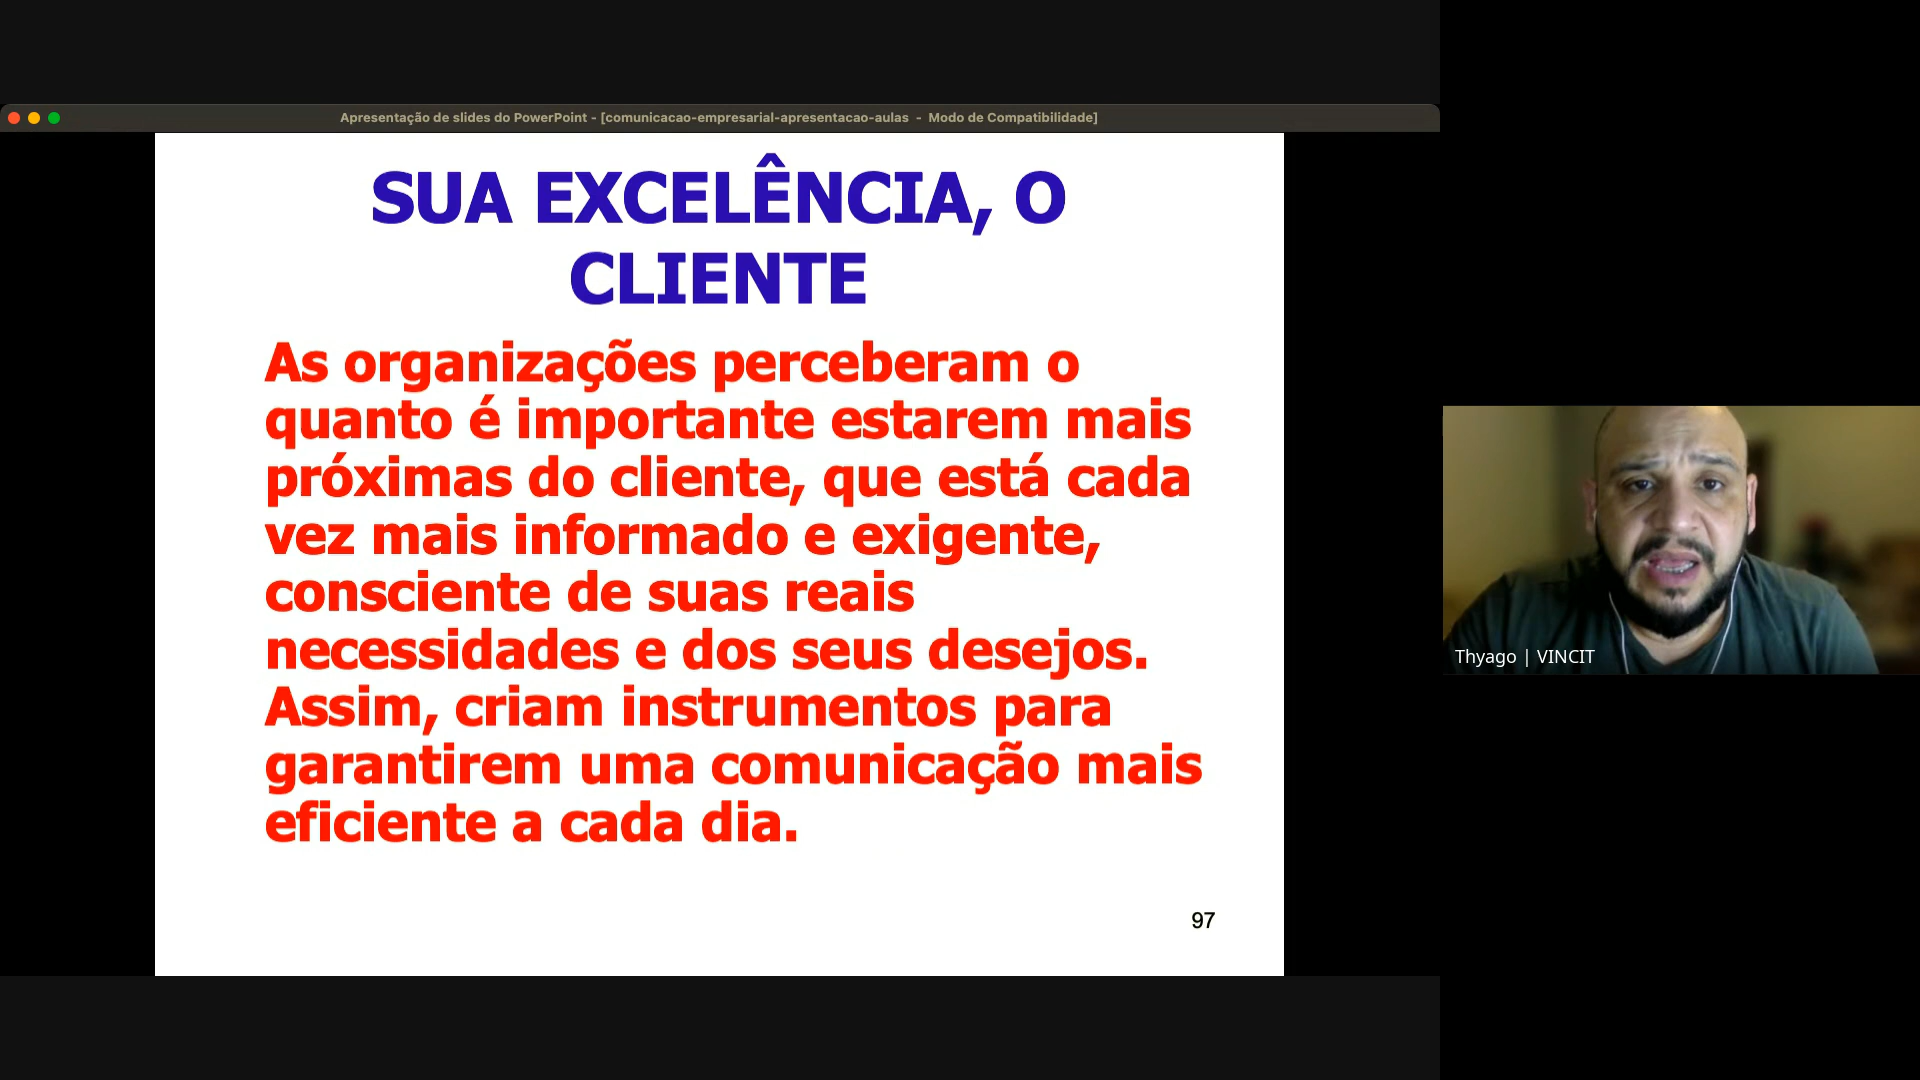 Apresentação de slides do PowerPoint - [comunicacao-empresarial-apresentacao-aulas - Modo de Compatibilidade]
SUA EXCELÊNCIA, O
CLIENTE
As organizações perceberam o
quanto é importante estarem mais
próximas do cliente, que está cada
vez mais informado e exigente,
consciente de suas reais
necessidades e dos seus desejos.
Assim, criam instrumentos para
garantirem uma comunicação mais
eficiente a cada dia.
97
Thyago | VINCIT